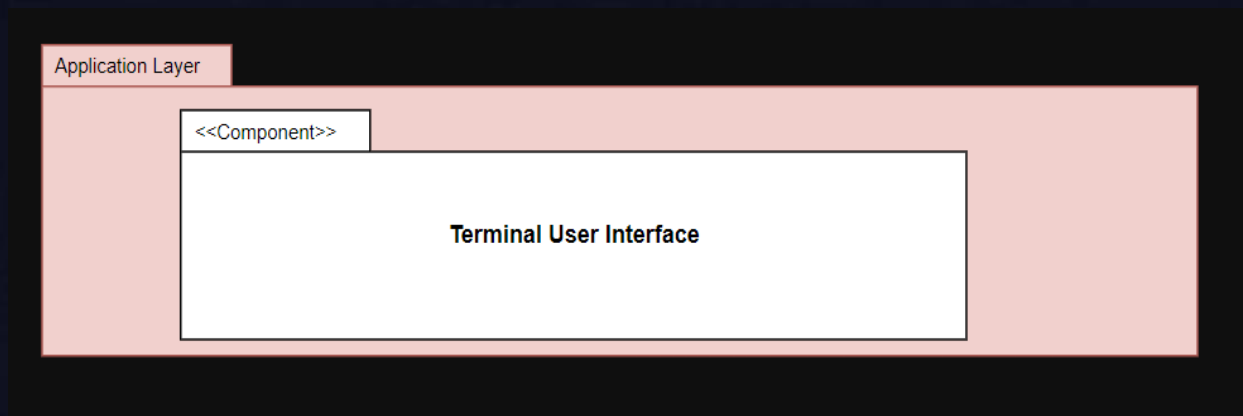 Application Layer
<<Component>>
Terminal User Interface